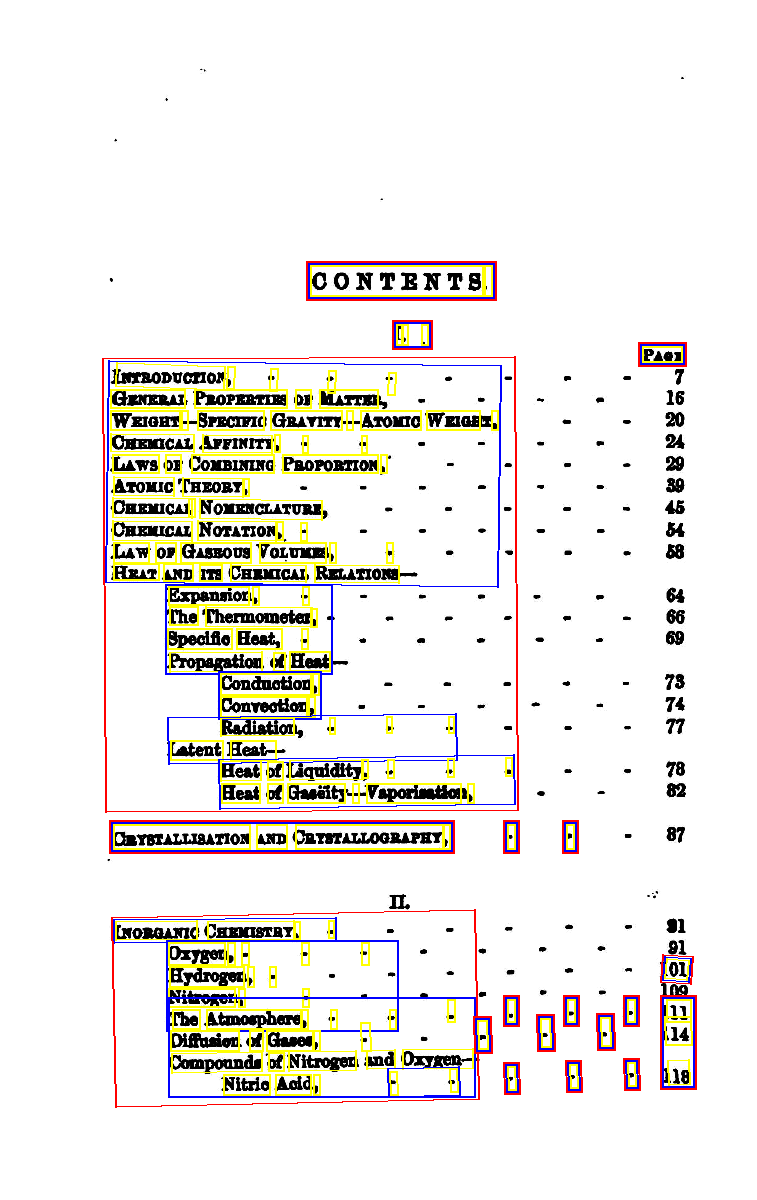 CONTENTS.
I.
PAGE
INTRODUCTION, - - - - - - - - 7
GENERAL PROPERTIES OF MATTER, - - - - 16
WEIGHT—SPECIFIC GRAVITY—ATOMIC WEIGHT, - - - 20
CHEMICAL AFFINITY, - - - - - - - 24
LAWS OF COMBINING PROPORTION, - - - - 29
ATOMIC THEORY, - - - - - - - 39
CHEMICAL NOMENCLATURE, - - - - - - 45
CHEMICAL NOTATION, - - - - - - - 54
LAW OF GASEOUS VOLUMES, - - - - - 58
HEAT AND ITS CHEMICAL RELATIONS—
Expansion, - - - - - - - 64
The Thermometer, - - - - - - 66
Specific Heat, - - - - - - - 69
Propagation of Heat—
Conduction, - - - - - - 73
Convection, - - - - - 74
Radiation, - - - - - - 77
Latent Heat—
Heat of Liquidity, - - - - - 78
Heat of Gaseity—Vaporisation, - - 82
CRYSTALLISATION AND CRYSTALLOGRAPHY, - - - 87
II.
INORGANIC CHEMISTRY, - - - - - - - 91
Oxygen, - - - - - - - - 91
Hydrogen, - - - - - - - 101
Nitrogen, - - - - - - - 109
The Atmosphere, - - - - - - 111
Diffusion of Gases, - - - - - 114
Compounds of Nitrogen and Oxygen—
Nitric Acid, - - - - - 118